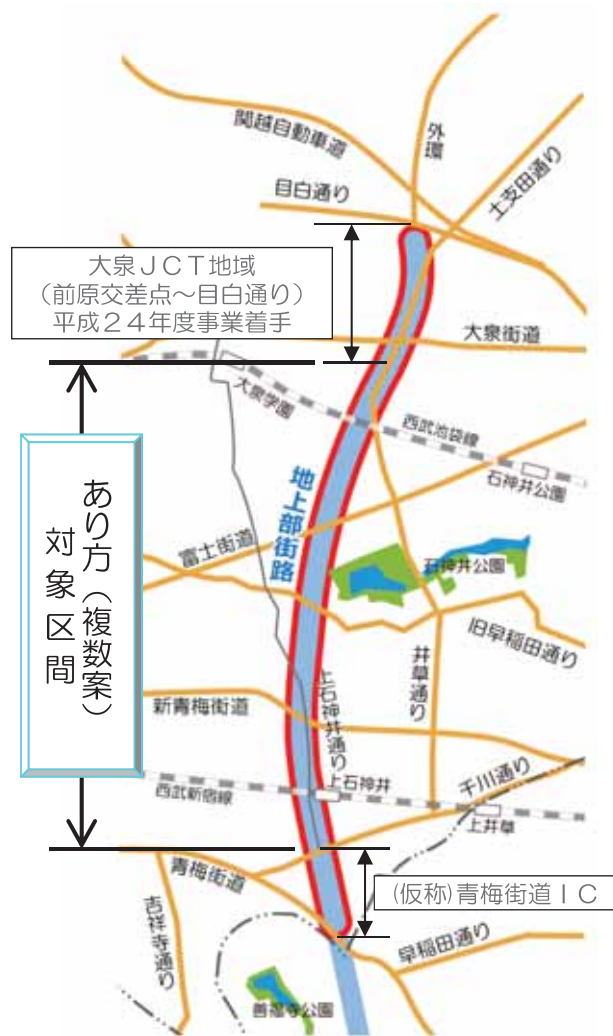 関越自動車道
外環
土支田通り
目白通り
大泉JCT地域
(前原交差点~目白通り)
平成24年度事業着手
大泉街道
大泉学園
西武池袋線
石神井公園
地上部街路
あり方(複数案)
対象区間
富士街道
石神井公園
旧早稲田通り
井草通り
上石神井通り
新青梅街道
千川通り
西武新宿線
上石神井
上井草
青梅街道
(仮称)青梅街道IC
吉祥寺通り
早稲田通り
善福寺公園